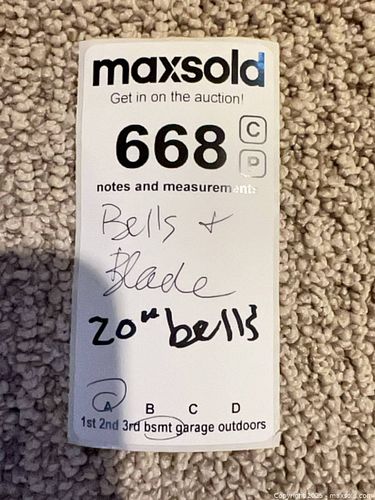 maxsold
Get in on the auction!
668 C
P
notes and measurements
Bells +
Blade
20" bells
A B C D
1st 2nd 3rd bsmt garage outdoors
Copyright 2025 - maxsold.com